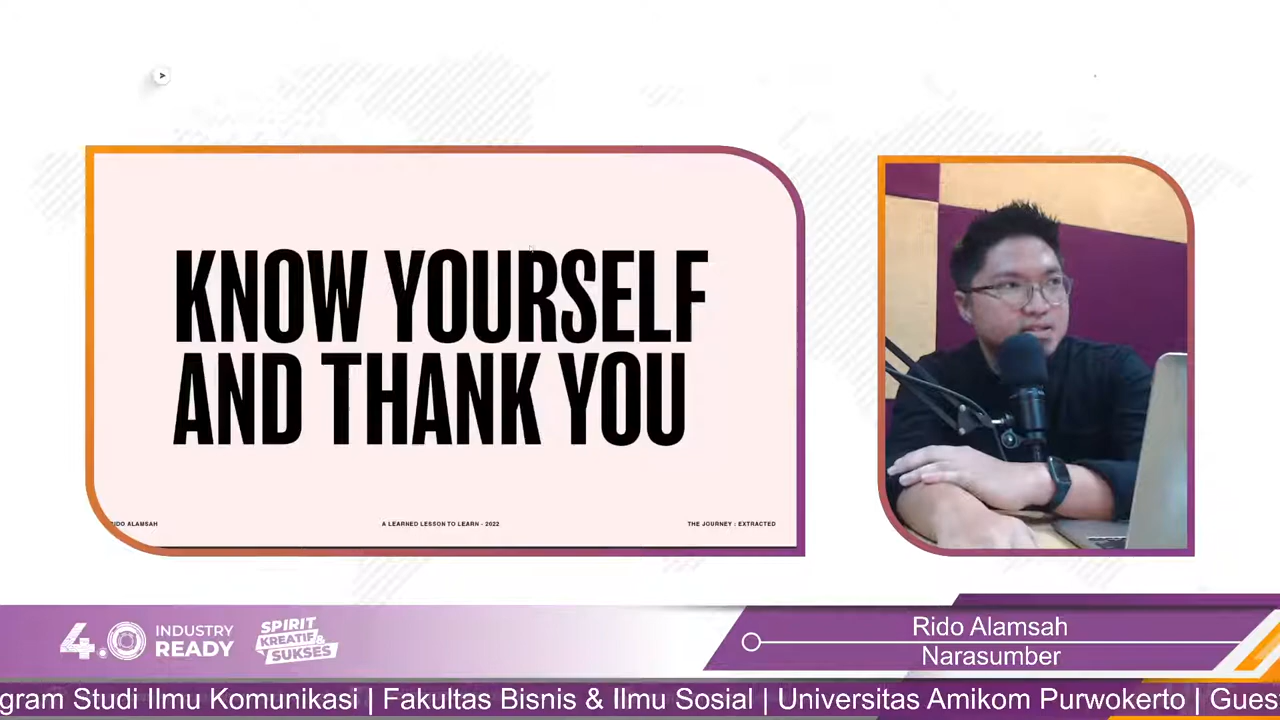 KNOW YOURSELF
AND THANK YOU
RIDO ALAMSAH
A LEARNED LESSON TO LEARN - 2022
THE JOURNEY : EXTRACTED
4.0 INDUSTRY
READY
SPIRIT
KREATIF &
SUKSES
Rido Alamsah
Narasumber
gram Studi Ilmu Komunikasi | Fakultas Bisnis & Ilmu Sosial | Universitas Amikom Purwokerto | Gues